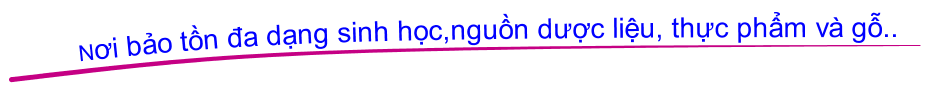 Nơi bảo tồn đa dạng sinh học,nguồn dược liệu, thực phẩm và gỗ..